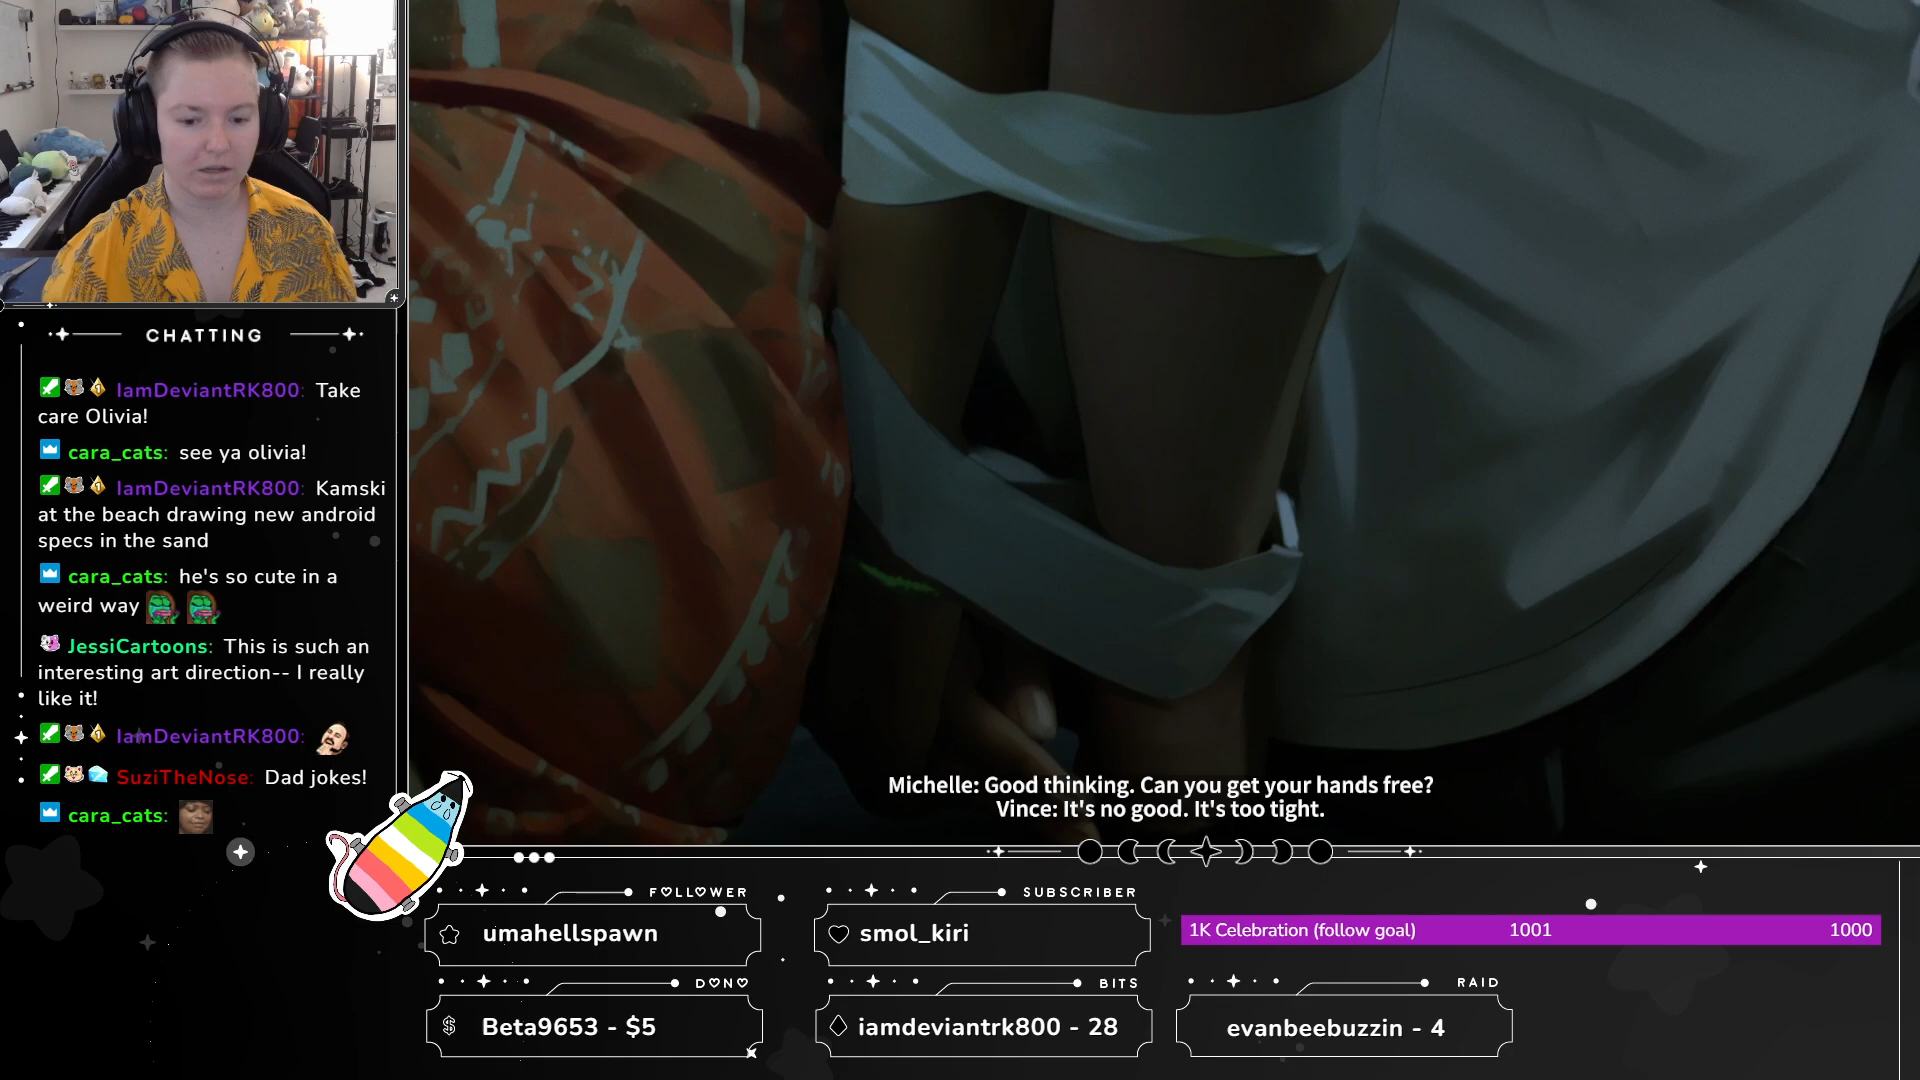 CHATTING
IamDeviantRK800: Take
care Olivia!
cara_cats: see ya olivia!
IamDeviantRK800: Kamski
at the beach drawing new android
specs in the sand
cara_cats: he's so cute in a
weird way
JessiCartoons: This is such an
interesting art direction-- I really
like it!
IamDeviantRK800:
SuziTheNose: Dad jokes!
cara_cats:
Michelle: Good thinking. Can you get your hands free?
Vince: It's no good. It's too tight.
FOLLOWER
umahellspawn
SUBSCRIBER
smol_kiri
1K Celebration (follow goal) 1001 1000
DONO
Beta9653 - $5
BITS
iamdeviantrk800 - 28
RAID
evanbeebuzzin - 4